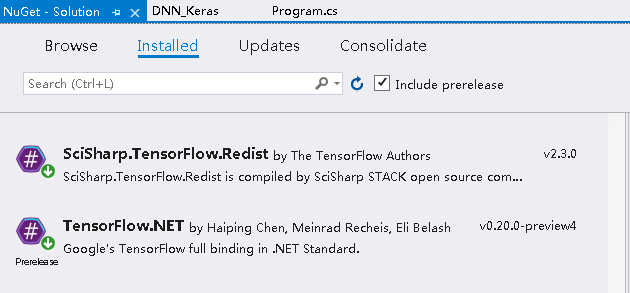 NuGet - Solution DNN_Keras Program.cs
Browse Installed Updates Consolidate
Search (Ctrl+L) Include prerelease
SciSharp.TensorFlow.Redist by The TensorFlow Authors v2.3.0
SciSharp.TensorFlow.Redist is compiled by SciSharp STACK open source com...
TensorFlow.NET by Haiping Chen, Meinrad Recheis, Eli Belash v0.20.0-preview4
Google's TensorFlow full binding in .NET Standard.
Prerelease